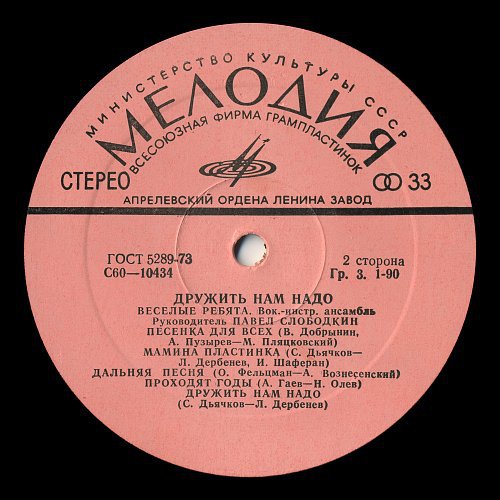 МИНИСТЕРСТВО КУЛЬТУРЫ СССР
МЕЛОДИЯ
ВСЕСОЮЗНАЯ ФИРМА ГРАМПЛАСТИНОК
СТЕРЕО 33
АПРЕЛЕВСКИЙ ОРДЕНА ЛЕНИНА ЗАВОД
ГОСТ 5289-73 2 сторона
С60—10434 Гр. 3. 1-90
ДРУЖИТЬ НАМ НАДО
ВЕСЕЛЫЕ РЕБЯТА. Вок.-инстр. ансамбль
Руководитель ПАВЕЛ СЛОБОДКИН
ПЕСЕНКА ДЛЯ ВСЕХ (В. Добрынин,
А. Пузырев—М. Пляцковский)
МАМИНА ПЛАСТИНКА (С. Дьячков—
Л. Дербенев, И. Шаферан)
ДАЛЬНЯЯ ПЕСНЯ (О. Фельцман—А. Вознесенский)
ПРОХОДЯТ ГОДЫ (А. Гаев—Н. Олев)
ДРУЖИТЬ НАМ НАДО
(С. Дьячков—Л. Дербенев)